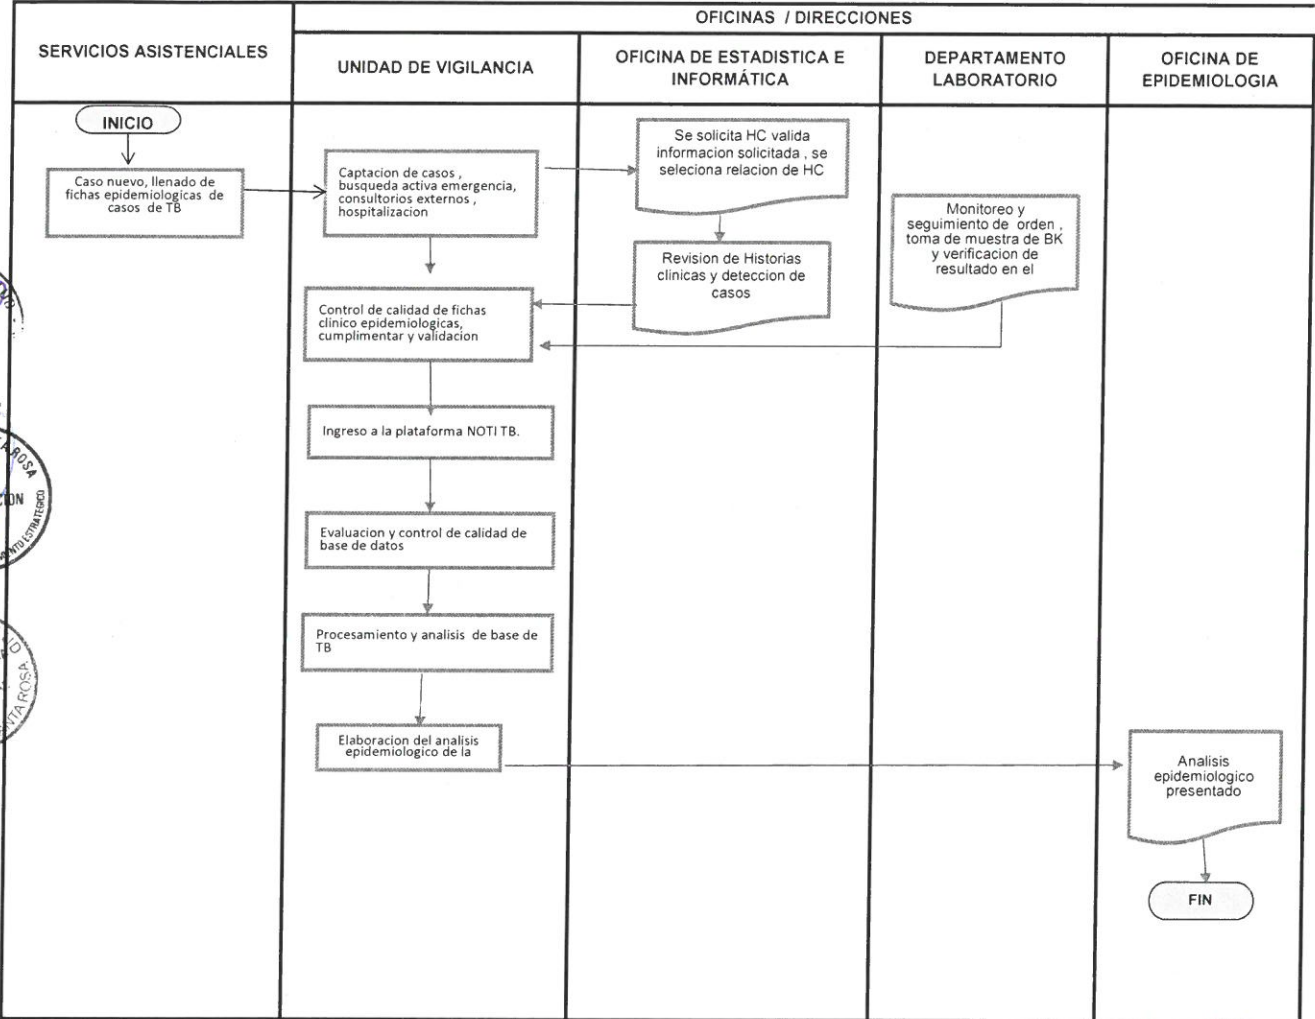 OFICINAS / DIRECCIONES
SERVICIOS ASISTENCIALES
UNIDAD DE VIGILANCIA
OFICINA DE ESTADISTICA E
INFORMÁTICA
DEPARTAMENTO
LABORATORIO
OFICINA DE
EPIDEMIOLOGIA
INICIO
Caso nuevo, llenado de
fichas epidemiologicas de
casos de TB
Captacion de casos ,
busqueda activa emergencia,
consultorios externos ,
hospitalizacion
Se solicita HC valida
informacion solicitada , se
seleciona relacion de HC
Monitoreo y
seguimiento de orden ,
toma de muestra de BK
y verificacion de
resultado en el
Revision de Historias
clinicas y deteccion de
casos
Control de calidad de fichas
clinico epidemiologicas,
cumplimentar y validacion
Ingreso a la plataforma NOTI TB.
Evaluacion y control de calidad de
base de datos
Procesamiento y analisis de base de
TB
Elaboracion del analisis
epidemiologico de la
Analisis
epidemiologico
presentado
FIN
AROSA
CION
ESTRATEGICO
NTA ROSA